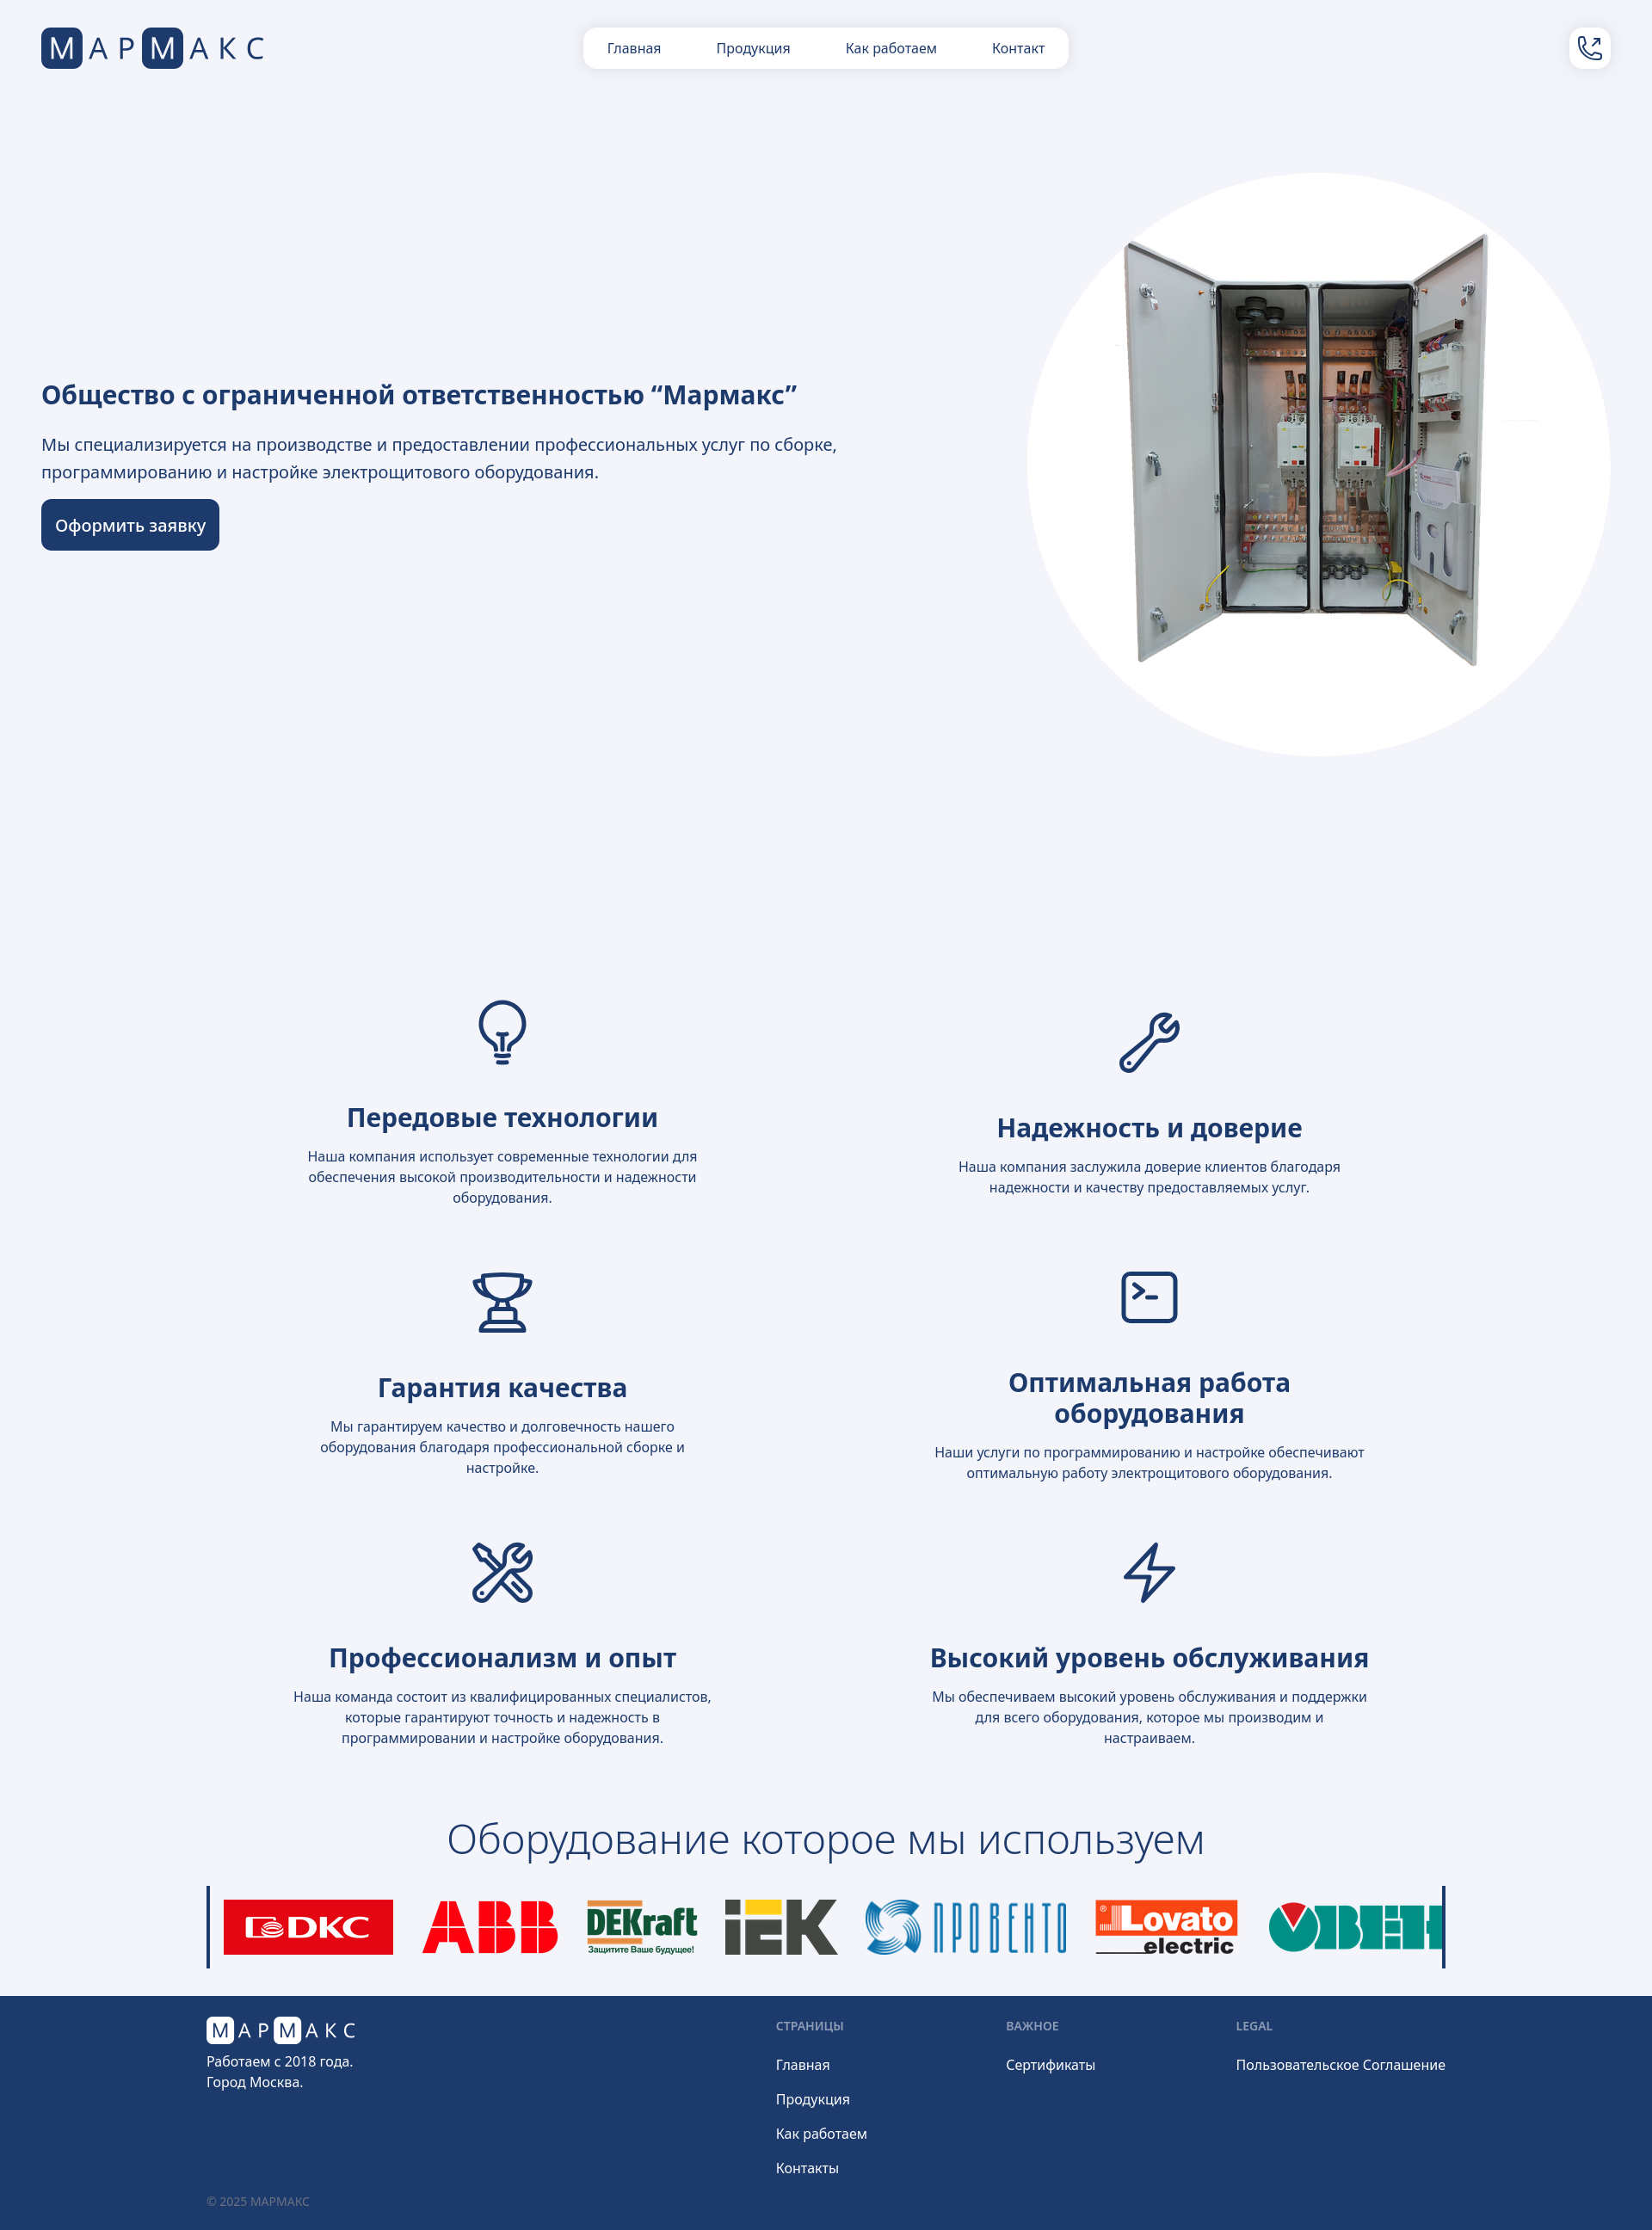 МАРМАКС
Главная Продукция Как работаем Контакт
Общество с ограниченной ответственностью “Мармакс”
Мы специализируется на производстве и предоставлении профессиональных услуг по сборке,
программированию и настройке электрощитового оборудования.
Оформить заявку
Передовые технологии
Наша компания использует современные технологии для
обеспечения высокой производительности и надежности
оборудования.
Надежность и доверие
Наша компания заслужила доверие клиентов благодаря
надежности и качеству предоставляемых услуг.
Гарантия качества
Мы гарантируем качество и долговечность нашего
оборудования благодаря профессиональной сборке и
настройке.
Оптимальная работа
оборудования
Наши услуги по программированию и настройке обеспечивают
оптимальную работу электрощитового оборудования.
Профессионализм и опыт
Наша команда состоит из квалифицированных специалистов,
которые гарантируют точность и надежность в
программировании и настройке оборудования.
Высокий уровень обслуживания
Мы обеспечиваем высокий уровень обслуживания и поддержки
для всего оборудования, которое мы производим и
настраиваем.
Оборудование которое мы используем
DKC
ABB
DEKraft
Защитите Ваше будущее!
IEK
ПРОВЕНТО
® Lovato
electric
ОВЕН
МАРМАКС
Работаем с 2018 года.
Город Москва.
СТРАНИЦЫ
Главная
Продукция
Как работаем
Контакты
ВАЖНОЕ
Сертификаты
LEGAL
Пользовательское Соглашение
© 2025 МАРМАКС